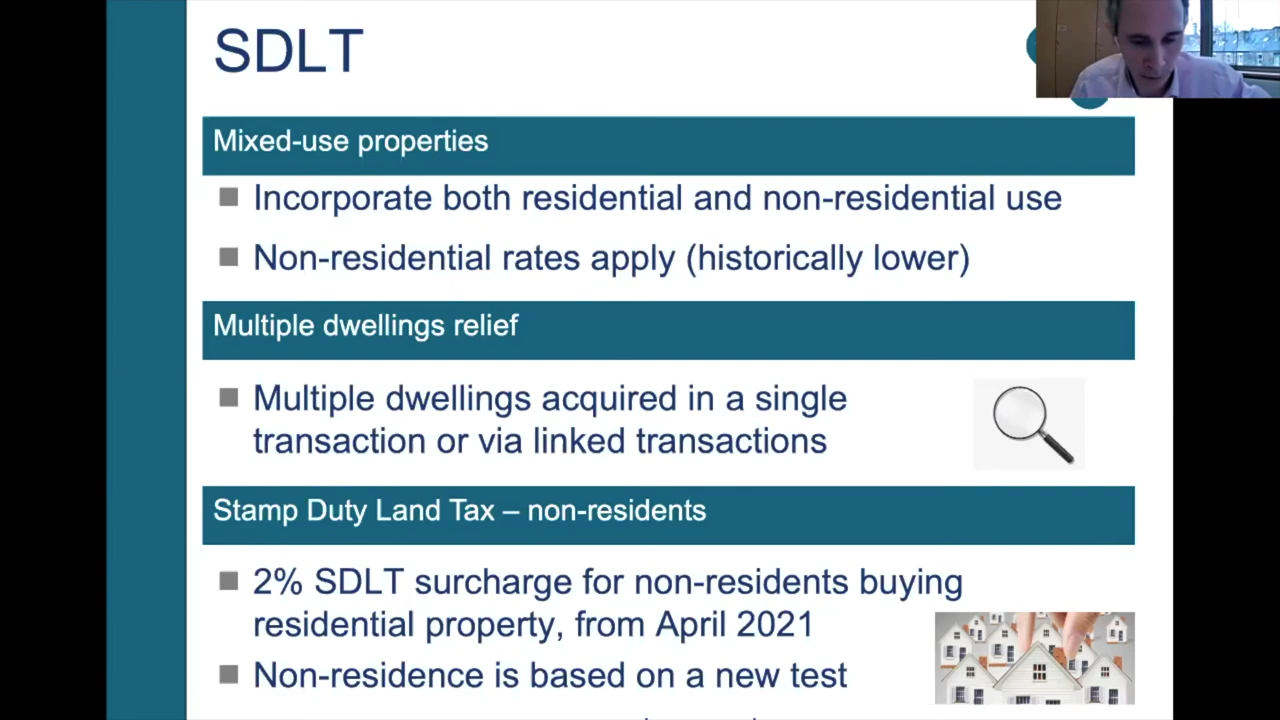 SDLT
Mixed-use properties
Incorporate both residential and non-residential use
Non-residential rates apply (historically lower)
Multiple dwellings relief
Multiple dwellings acquired in a single
transaction or via linked transactions
Stamp Duty Land Tax – non-residents
2% SDLT surcharge for non-residents buying
residential property, from April 2021
Non-residence is based on a new test